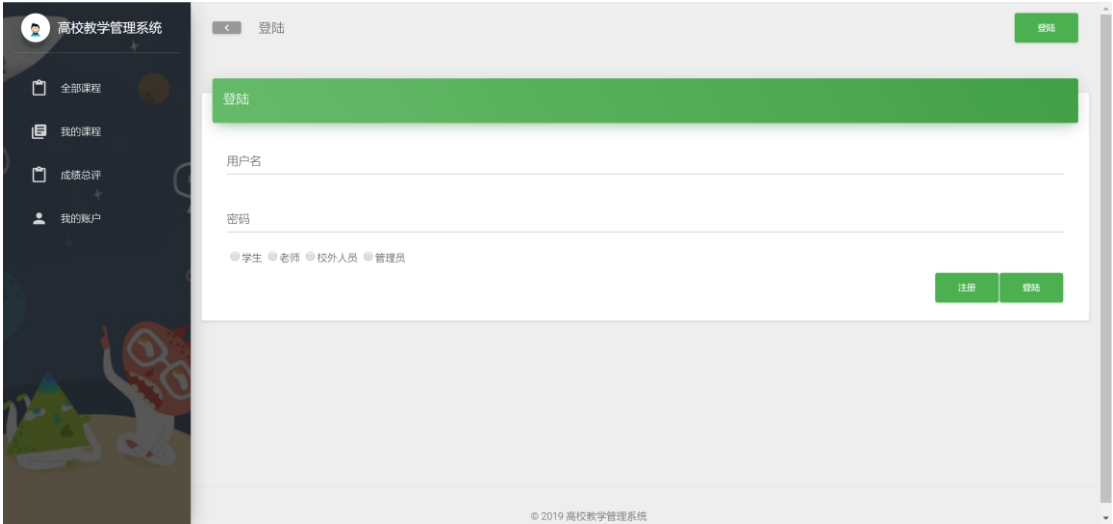 高校教学管理系统
全部课程
我的课程
成绩总评
我的账户
登陆
登陆
登陆
用户名
密码
学生 老师 校外人员 管理员
注册 登陆
© 2019 高校教学管理系统